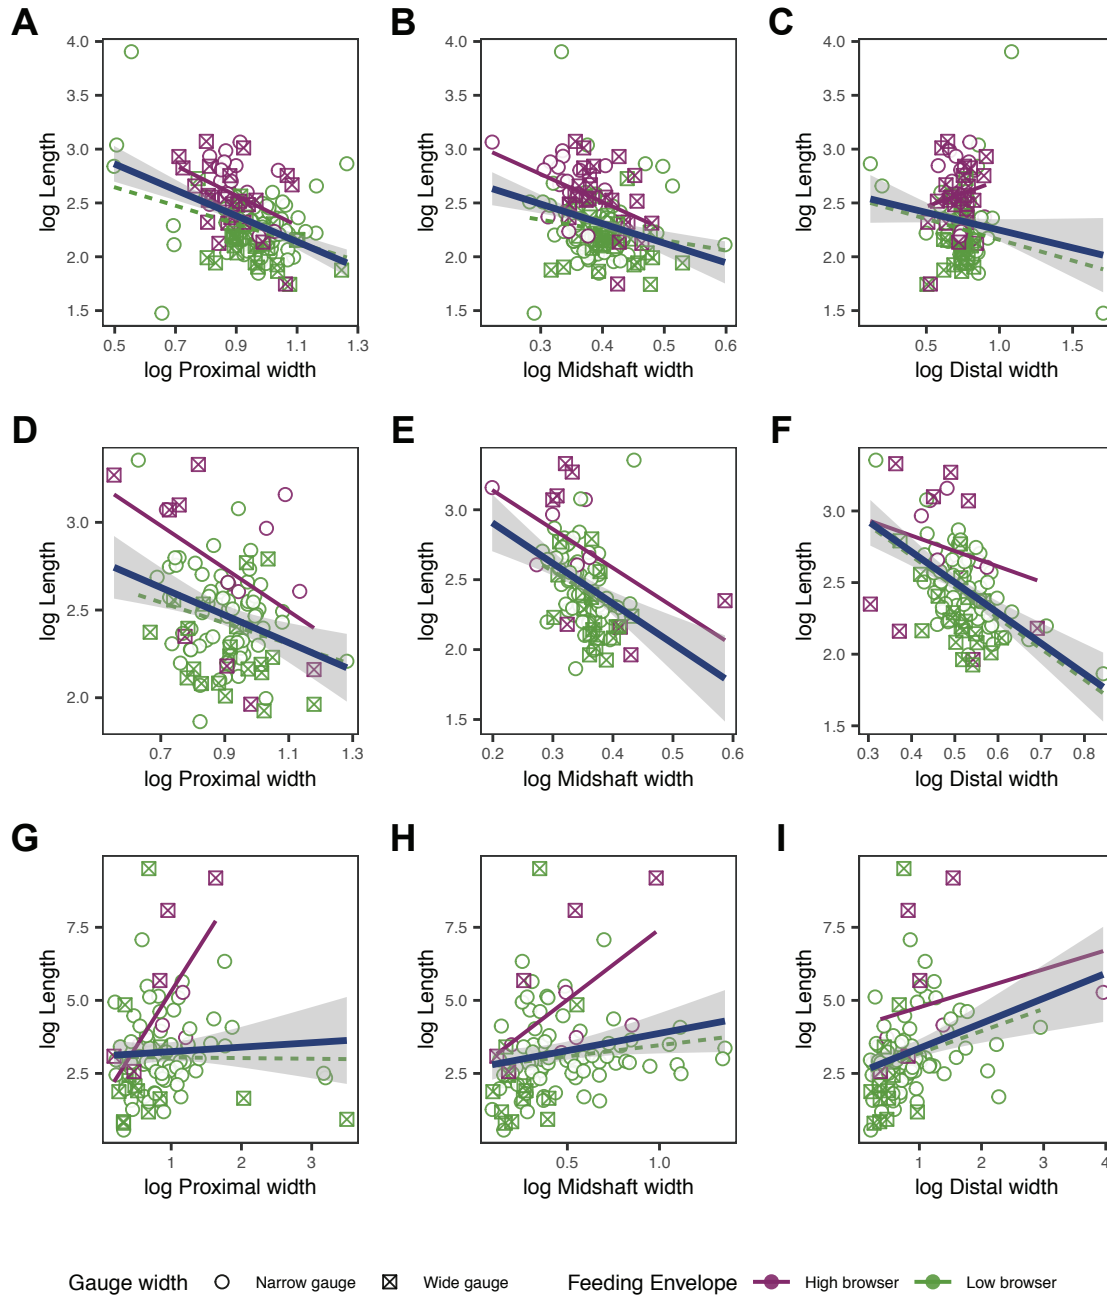 A B C
log Length
4.0
3.5
3.0
2.5
2.0
1.5
0.5 0.7 0.9 1.1 1.3
log Proximal width
log Length
4.0
3.5
3.0
2.5
2.0
1.5
0.3 0.4 0.5 0.6
log Midshaft width
log Length
4.0
3.5
3.0
2.5
2.0
1.5
0.5 1.0 1.5
log Distal width
D E F
log Length
3.0
2.5
2.0
0.7 0.9 1.1 1.3
log Proximal width
log Length
3.0
2.5
2.0
1.5
0.2 0.3 0.4 0.5 0.6
log Midshaft width
log Length
3.0
2.5
2.0
1.5
0.3 0.4 0.5 0.6 0.7 0.8
log Distal width
G H I
log Length
7.5
5.0
2.5
1 2 3
log Proximal width
log Length
7.5
5.0
2.5
0.5 1.0
log Midshaft width
log Length
7.5
5.0
2.5
1 2 3 4
log Distal width
Gauge width Narrow gauge Wide gauge Feeding Envelope High browser Low browser